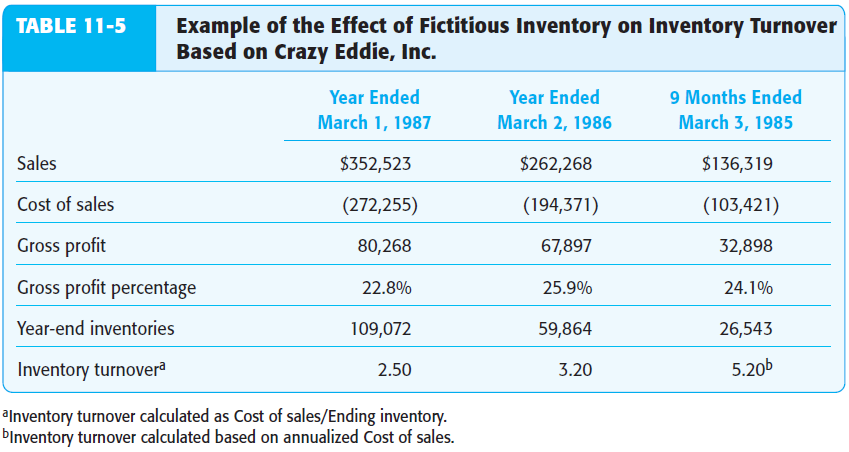 TABLE 11-5
Example of the Effect of Fictitious Inventory on Inventory Turnover
Based on Crazy Eddie, Inc.
Year Ended Year Ended 9 Months Ended
March 1, 1987 March 2, 1986 March 3, 1985
Sales $352,523 $262,268 $136,319
Cost of sales (272,255) (194,371) (103,421)
Gross profit 80,268 67,897 32,898
Gross profit percentage 22.8% 25.9% 24.1%
Year-end inventories 109,072 59,864 26,543
Inventory turnoverᵃ 2.50 3.20 5.20ᵇ
ᵃInventory turnover calculated as Cost of sales/Ending inventory.
ᵇInventory turnover calculated based on annualized Cost of sales.